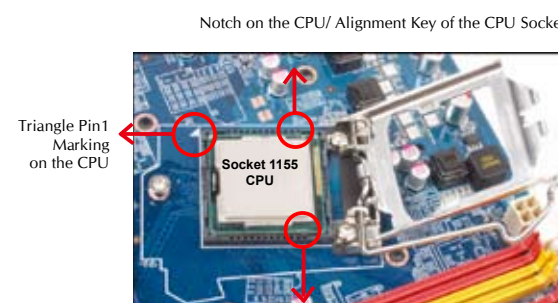 Notch on the CPU/ Alignment Key of the CPU Socke
Triangle Pin1
Marking
on the CPU
Socket 1155
CPU